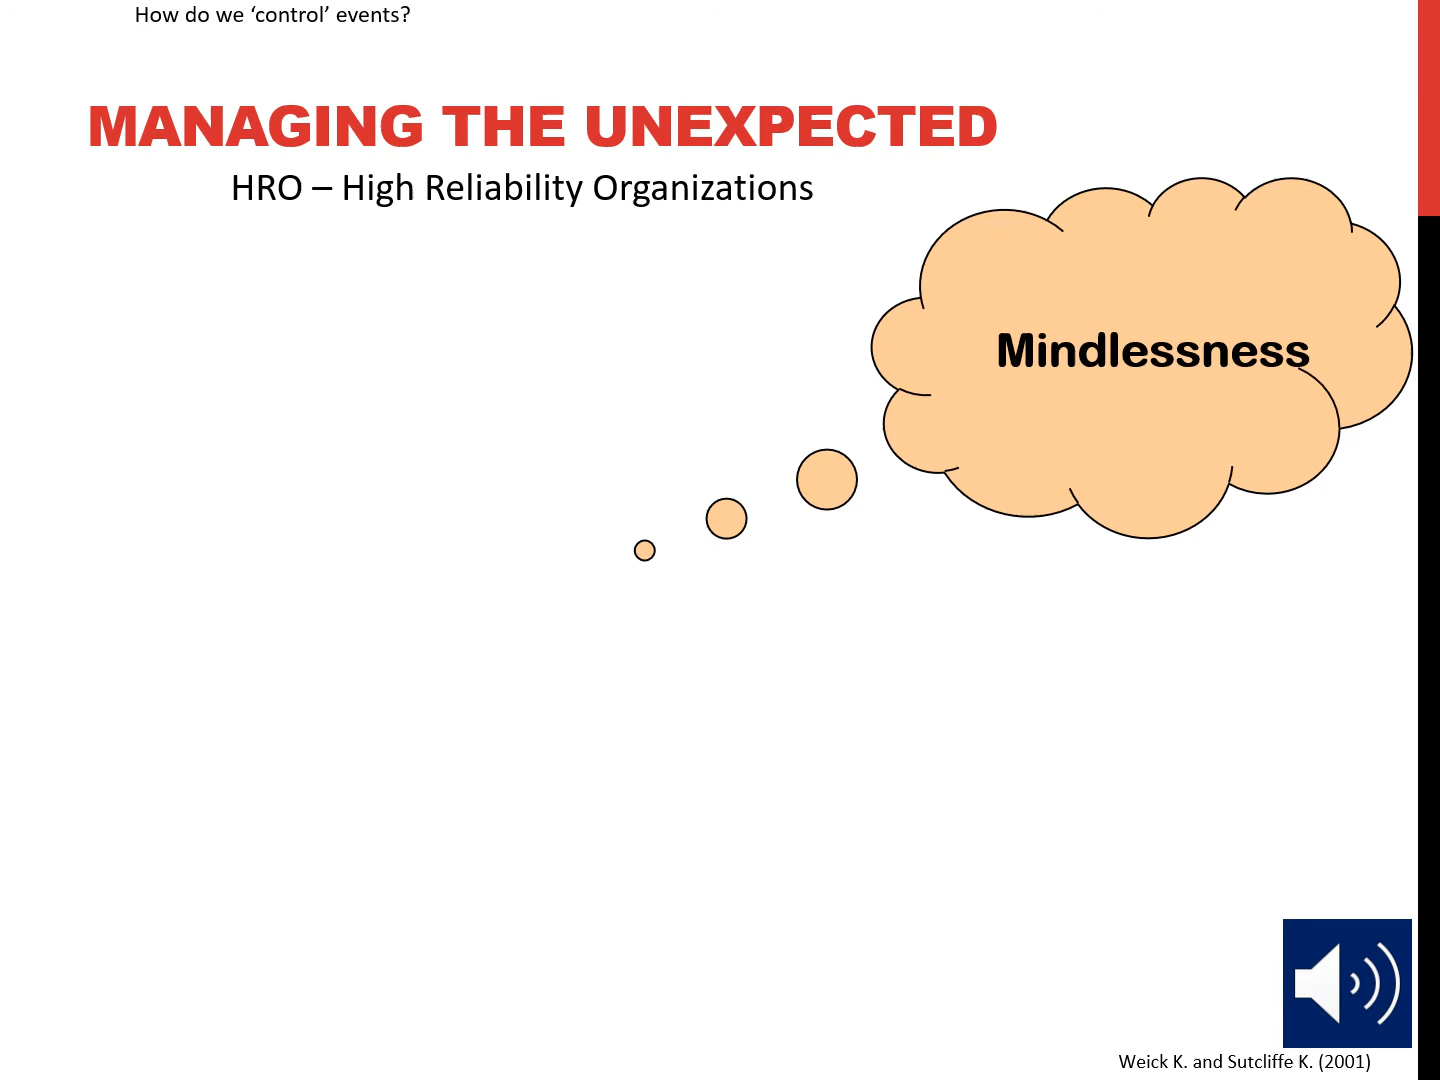 How do we ‘control’ events?
MANAGING THE UNEXPECTED
HRO – High Reliability Organizations
Mindlessness
Weick K. and Sutcliffe K. (2001)